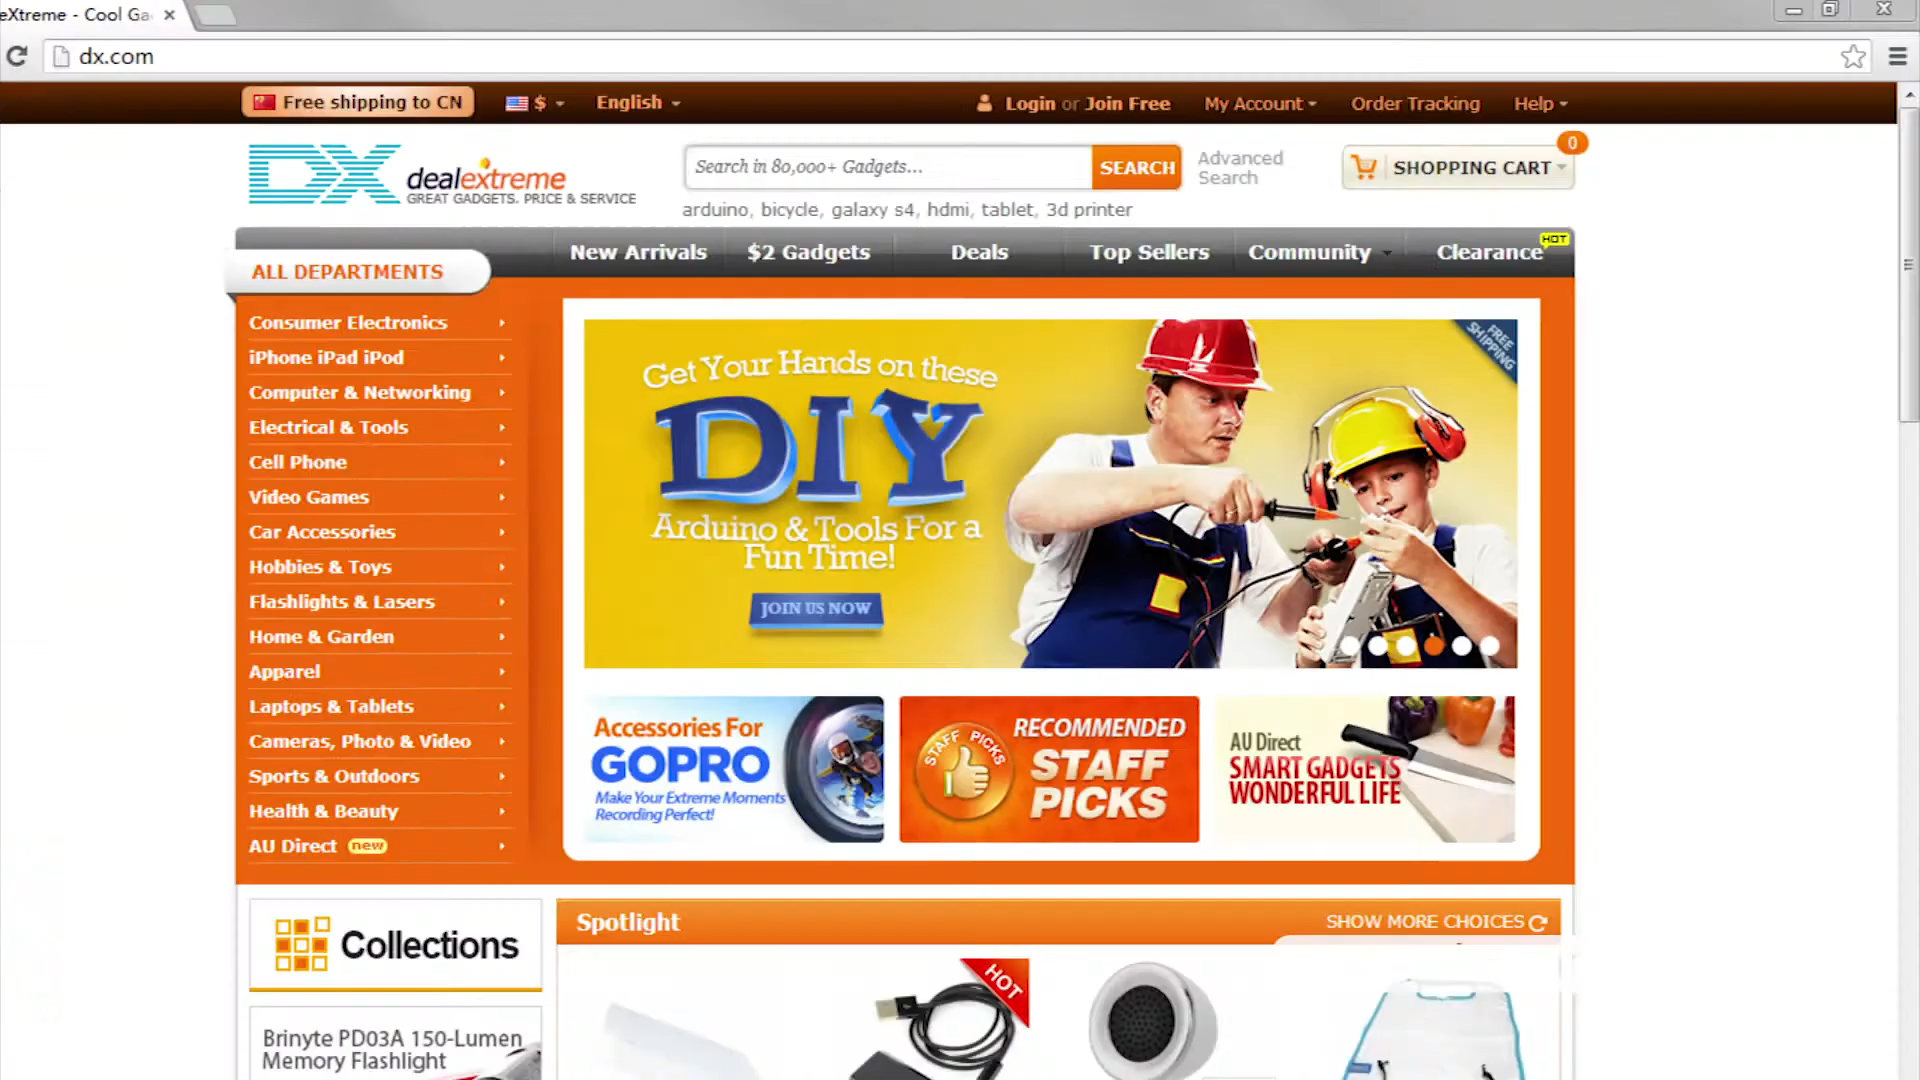 eXtreme - Cool Ga
dx.com
Free shipping to CN
$
English
Login or Join Free
My Account
Order Tracking
Help
DX dealextreme
GREAT GADGETS. PRICE & SERVICE
Search in 80,000+ Gadgets...
SEARCH
Advanced
Search
SHOPPING CART
0
arduino, bicycle, galaxy s4, hdmi, tablet, 3d printer
ALL DEPARTMENTS
New Arrivals
$2 Gadgets
Deals
Top Sellers
Community
Clearance
HOT
Consumer Electronics
iPhone iPad iPod
Computer & Networking
Electrical & Tools
Cell Phone
Video Games
Car Accessories
Hobbies & Toys
Flashlights & Lasers
Home & Garden
Apparel
Laptops & Tablets
Cameras, Photo & Video
Sports & Outdoors
Health & Beauty
AU Direct new
Get Your Hands on these
DIY
Arduino & Tools For a
Fun Time!
JOIN US NOW
FREE
SHIPPING
Accessories For
GOPRO
Make Your Extreme Moments
Recording Perfect!
STAFF PICKS
RECOMMENDED
STAFF
PICKS
AU Direct
SMART GADGETS
WONDERFUL LIFE
Collections
Spotlight
SHOW MORE CHOICES
HOT
Brinyte PD03A 150-Lumen
Memory Flashlight